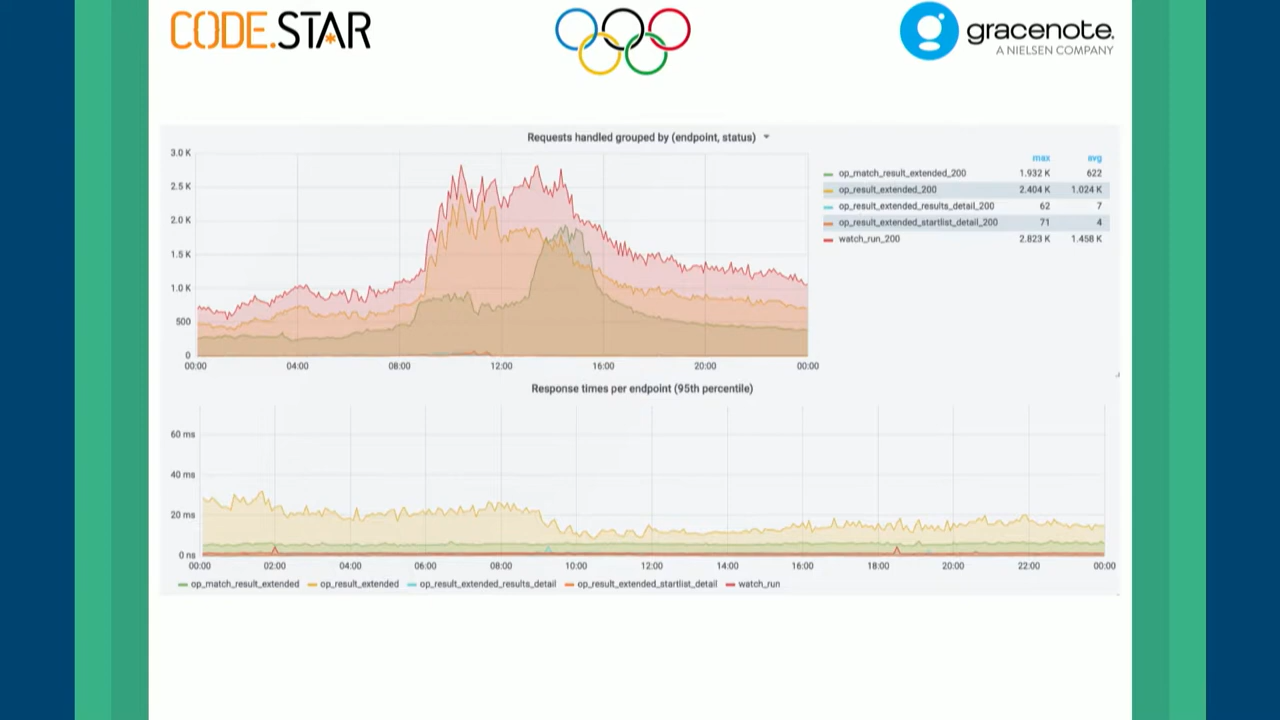 CODE.STAR
gracenote.
A NIELSEN COMPANY
Requests handled grouped by (endpoint, status)
3.0 K
2.5 K
2.0 K
1.5 K
1.0 K
500
0
00:00 04:00 08:00 12:00 16:00 20:00 00:00
max avg
op_match_result_extended_200 1.932 K 622
op_result_extended_200 2.404 K 1.024 K
op_result_extended_results_detail_200 62 7
op_result_extended_startlist_detail_200 71 4
watch_run_200 2.823 K 1.458 K
Response times per endpoint (95th percentile)
60 ms
40 ms
20 ms
0 ns
00:00 02:00 04:00 06:00 08:00 10:00 12:00 14:00 16:00 18:00 20:00 22:00 00:00
op_match_result_extended op_result_extended op_result_extended_results_detail op_result_extended_startlist_detail watch_run